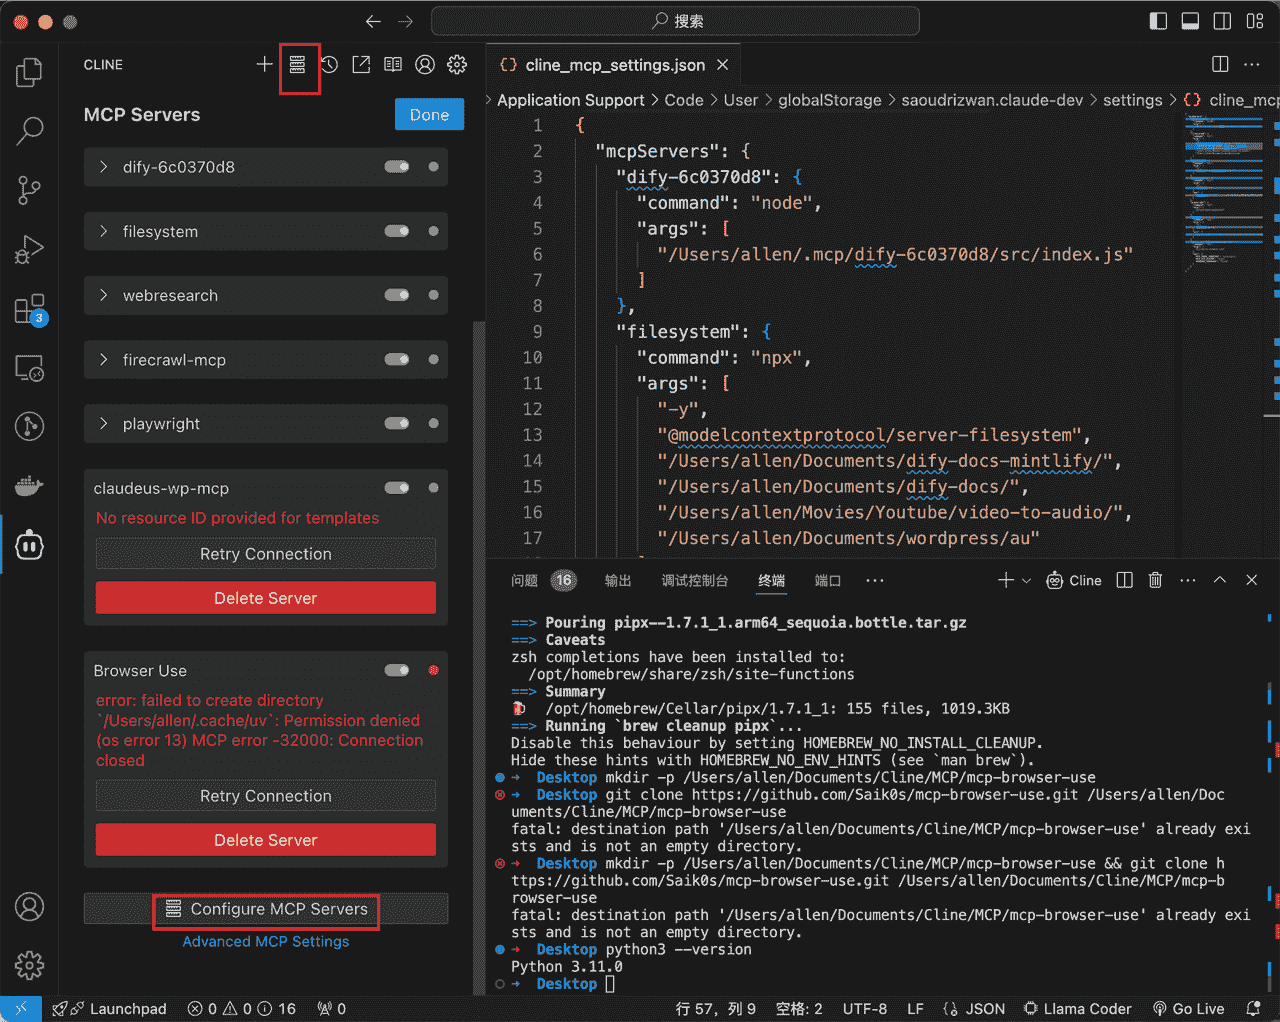 搜索
CLINE
MCP Servers
Done
dify-6c0370d8
filesystem
webresearch
firecrawl-mcp
playwright
claudeus-wp-mcp
No resource ID provided for templates
Retry Connection
Delete Server
Browser Use
error: failed to create directory
`/Users/allen/.cache/uv`: Permission denied
(os error 13) MCP error -32000: Connection
closed
Retry Connection
Delete Server
Configure MCP Servers
Advanced MCP Settings
3
{} cline_mcp_settings.json
Application Support > Code > User > globalStorage > saoudrizwan.claude-dev > settings > {} cline_mcp
1 {
2 "mcpServers": {
3 "dify-6c0370d8": {
4 "command": "node",
5 "args": [
6 "/Users/allen/.mcp/dify-6c0370d8/src/index.js"
7 ]
8 },
9 "filesystem": {
10 "command": "npx",
11 "args": [
12 "-y",
13 "@modelcontextprotocol/server-filesystem",
14 "/Users/allen/Documents/dify-docs-mintlify/",
15 "/Users/allen/Documents/dify-docs/",
16 "/Users/allen/Movies/Youtube/video-to-audio/",
17 "/Users/allen/Documents/wordpress/au"
问题 16 输出 调试控制台 终端 端口 ··· Cline
==> Pouring pipx--1.7.1_1.arm64_sequoia.bottle.tar.gz
==> Caveats
zsh completions have been installed to:
/opt/homebrew/share/zsh/site-functions
==> Summary
🍺 /opt/homebrew/Cellar/pipx/1.7.1_1: 155 files, 1019.3KB
==> Running `brew cleanup pipx`...
Disable this behaviour by setting HOMEBREW_NO_INSTALL_CLEANUP.
Hide these hints with HOMEBREW_NO_ENV_HINTS (see `man brew`).
→ Desktop mkdir -p /Users/allen/Documents/Cline/MCP/mcp-browser-use
→ Desktop git clone https://github.com/Saik0s/mcp-browser-use.git /Users/allen/Doc
uments/Cline/MCP/mcp-browser-use
fatal: destination path '/Users/allen/Documents/Cline/MCP/mcp-browser-use' already exi
sts and is not an empty directory.
→ Desktop mkdir -p /Users/allen/Documents/Cline/MCP/mcp-browser-use && git clone h
ttps://github.com/Saik0s/mcp-browser-use.git /Users/allen/Documents/Cline/MCP/mcp-b
rowser-use
fatal: destination path '/Users/allen/Documents/Cline/MCP/mcp-browser-use' already exi
sts and is not an empty directory.
→ Desktop python3 --version
Python 3.11.0
→ Desktop
Launchpad 0 0 16 0 行 57，列 9 空格: 2 UTF-8 LF {} JSON Llama Coder Go Live